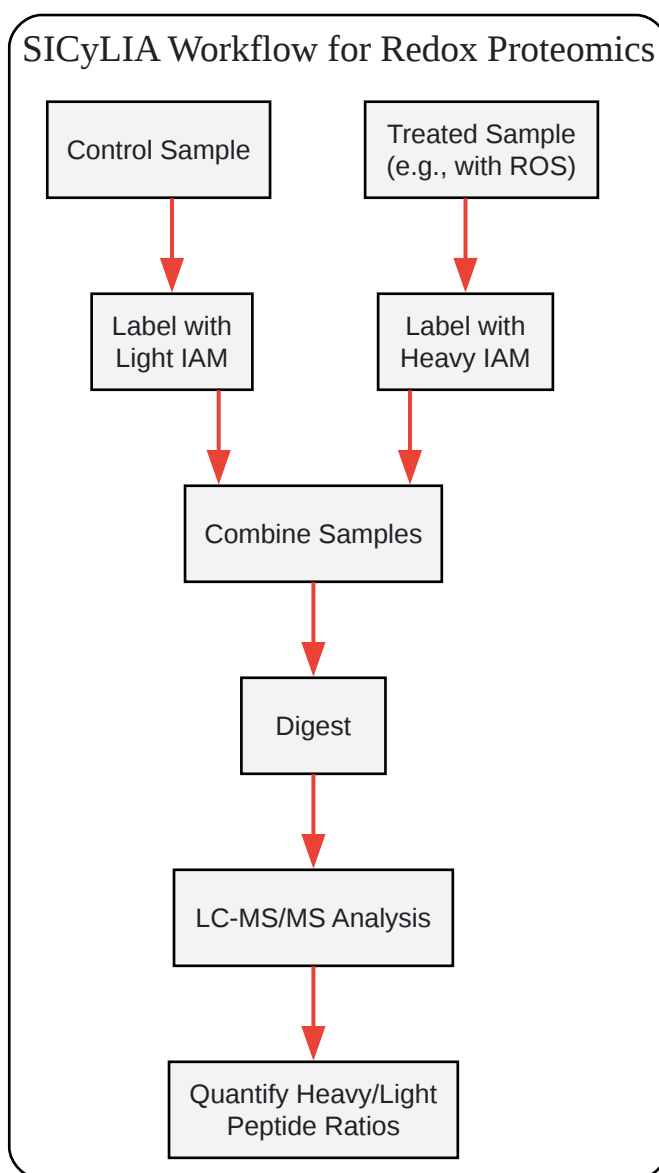 SICyLIA Workflow for Redox Proteomics
Control Sample
Treated Sample
(e.g., with ROS)
Label with
Light IAM
Label with
Heavy IAM
Combine Samples
Digest
LC-MS/MS Analysis
Quantify Heavy/Light
Peptide Ratios